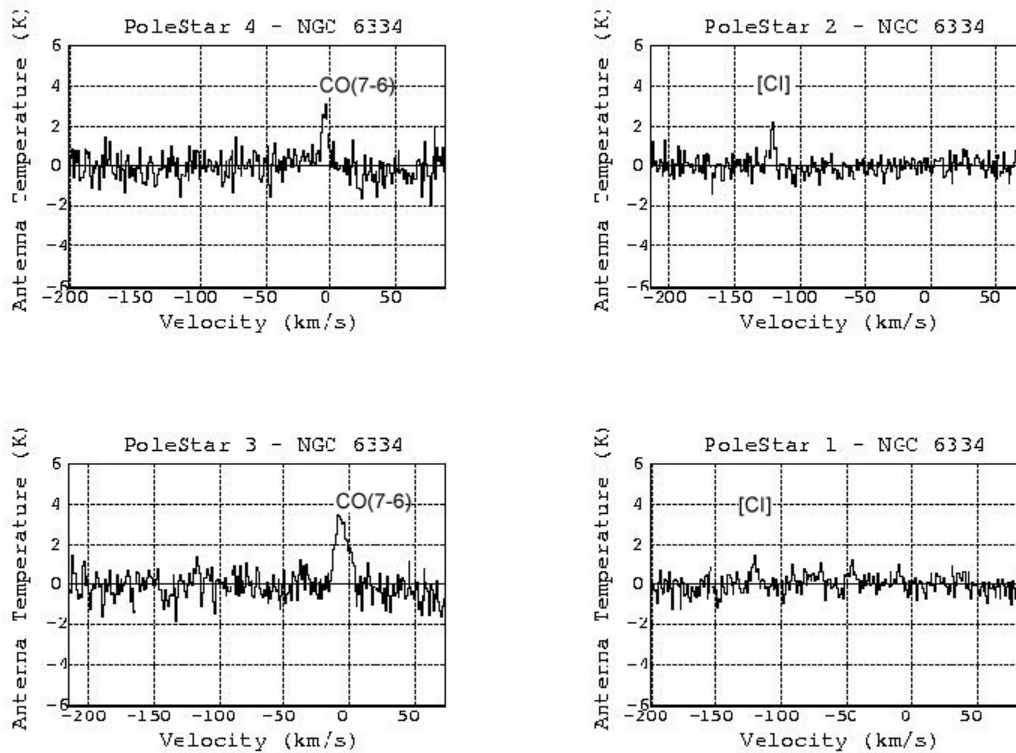 PoleStar 4 - NGC 6334
Antenna Temperature (K)
6
4
2
0
-2
-4
-6
CO(7-6)
-200 -150 -100 -50 0 50
Velocity (km/s)
PoleStar 2 - NGC 6334
Antenna Temperature (K)
6
4
2
0
-2
-4
-6
[CI]
-200 -150 -100 -50 0 50
Velocity (km/s)
PoleStar 3 - NGC 6334
Antenna Temperature (K)
6
4
2
0
-2
-4
-6
CO(7-6)
-200 -150 -100 -50 0 50
Velocity (km/s)
PoleStar 1 - NGC 6334
Antenna Temperature (K)
6
4
2
0
-2
-4
-6
[CI]
-200 -150 -100 -50 0 50
Velocity (km/s)